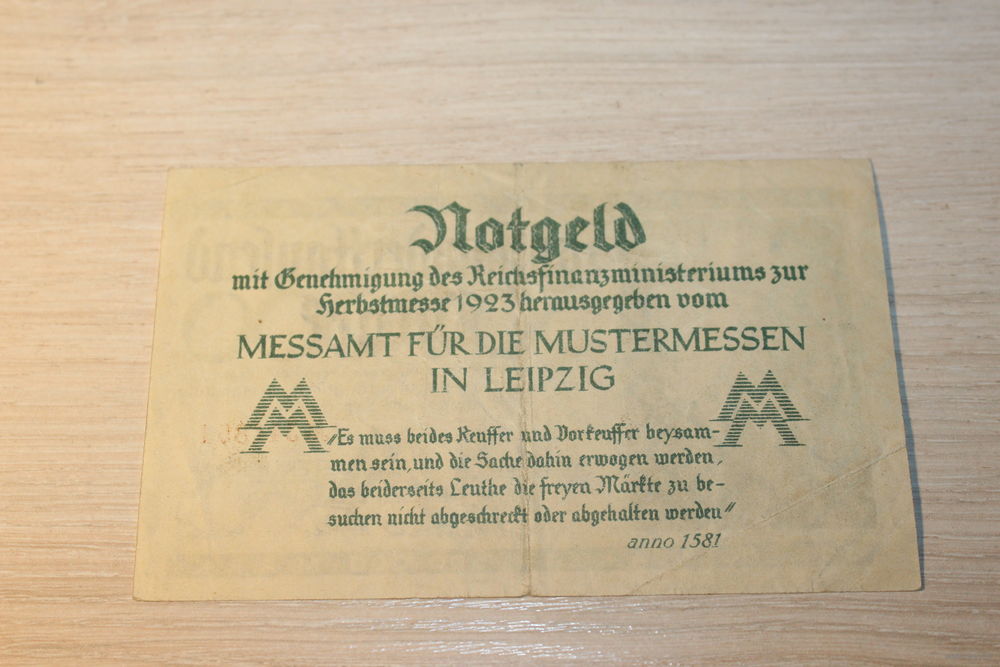 Notgeld
mit Genehmigung des Reichsfinanzministeriums zur
Herbstmesse 1923 herausgegeben vom
MESSAMT FÜR DIE MUSTERMESSEN
IN LEIPZIG
MM MM
„Es muss beides Keuffer und Vorkeuffer beysam-
men sein, und die Sache dahin erwogen werden,
das beiderseits Leuthe die freyen Märkte zu be-
suchen nicht abgeschreckt oder abgehalten werden"
anno 1581